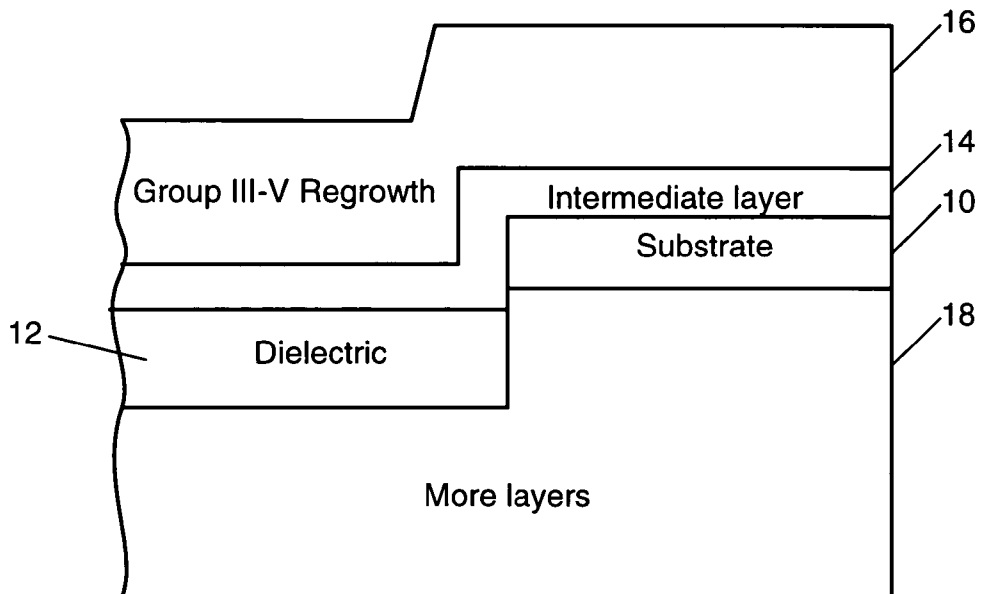 16
14
Group III-V Regrowth
Intermediate layer
10
Substrate
18
12
Dielectric
More layers